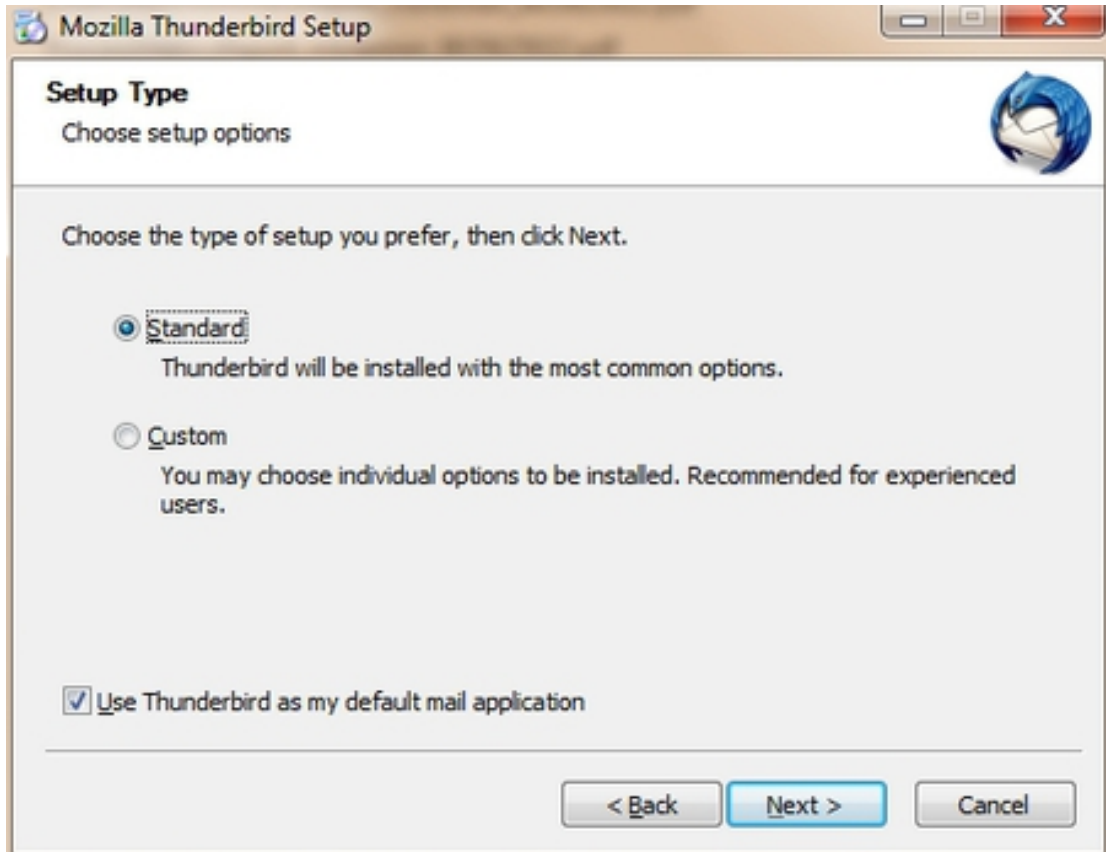 Mozilla Thunderbird Setup
Setup Type
Choose setup options
Choose the type of setup you prefer, then click Next.
Standard
Thunderbird will be installed with the most common options.
Custom
You may choose individual options to be installed. Recommended for experienced
users.
Use Thunderbird as my default mail application
< Back Next > Cancel